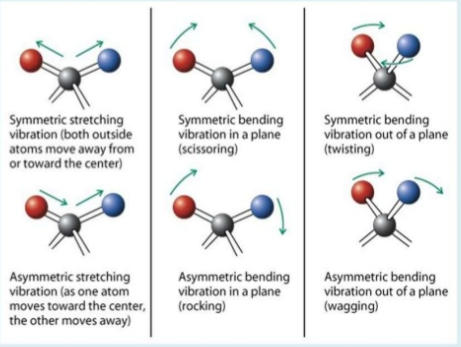 Symmetric stretching
vibration (both outside
atoms move away from
or toward the center)
Symmetric bending
vibration in a plane
(scissoring)
Symmetric bending
vibration out of a plane
(twisting)
Asymmetric stretching
vibration (as one atom
moves toward the center,
the other moves away)
Asymmetric bending
vibration in a plane
(rocking)
Asymmetric bending
vibration out of a plane
(wagging)